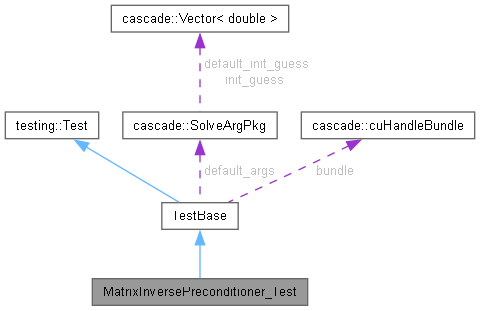 cascade::Vector< double >
default_init_guess
init_guess
testing::Test
cascade::SolveArgPkg
cascade::cuHandleBundle
default_args
bundle
TestBase
MatrixInversePreconditioner_Test